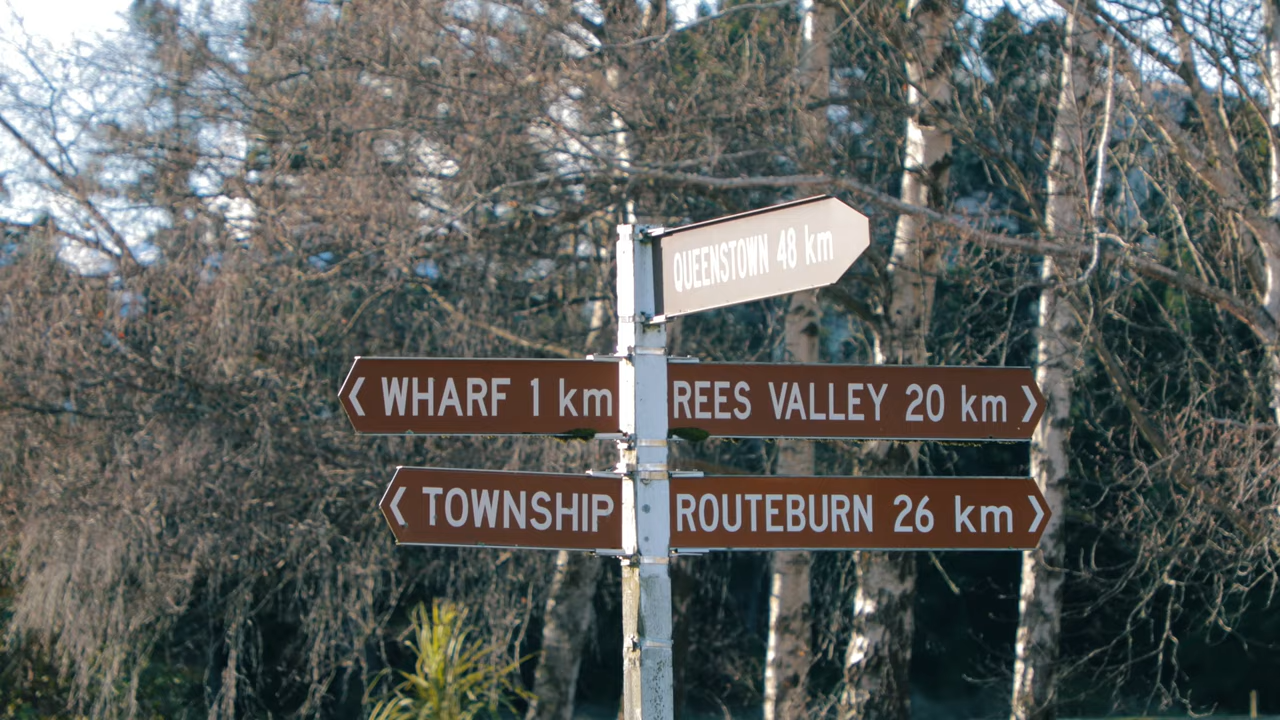 QUEENSTOWN 48 km
WHARF 1 km
REES VALLEY 20 km
TOWNSHIP
ROUTEBURN 26 km